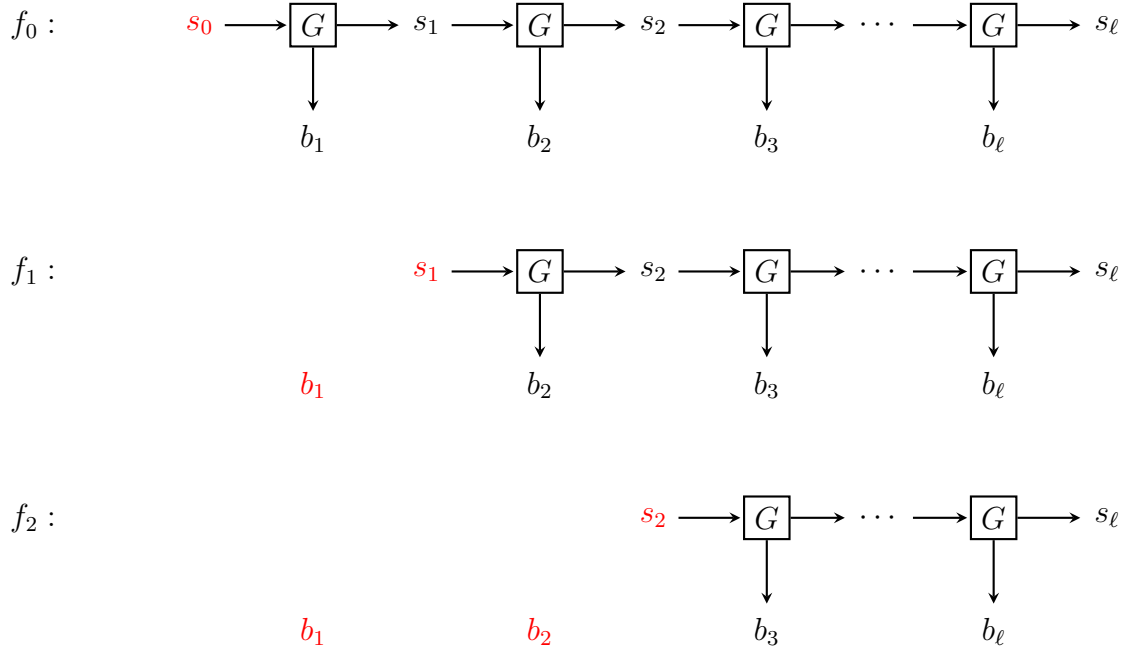 f₀ : s₀ G s₁ G s₂ G ⋯ G s_ℓ
b₁ b₂ b₃ b_ℓ
f₁ : s₁ G s₂ G ⋯ G s_ℓ
b₁ b₂ b₃ b_ℓ
f₂ : s₂ G ⋯ G s_ℓ
b₁ b₂ b₃ b_ℓ